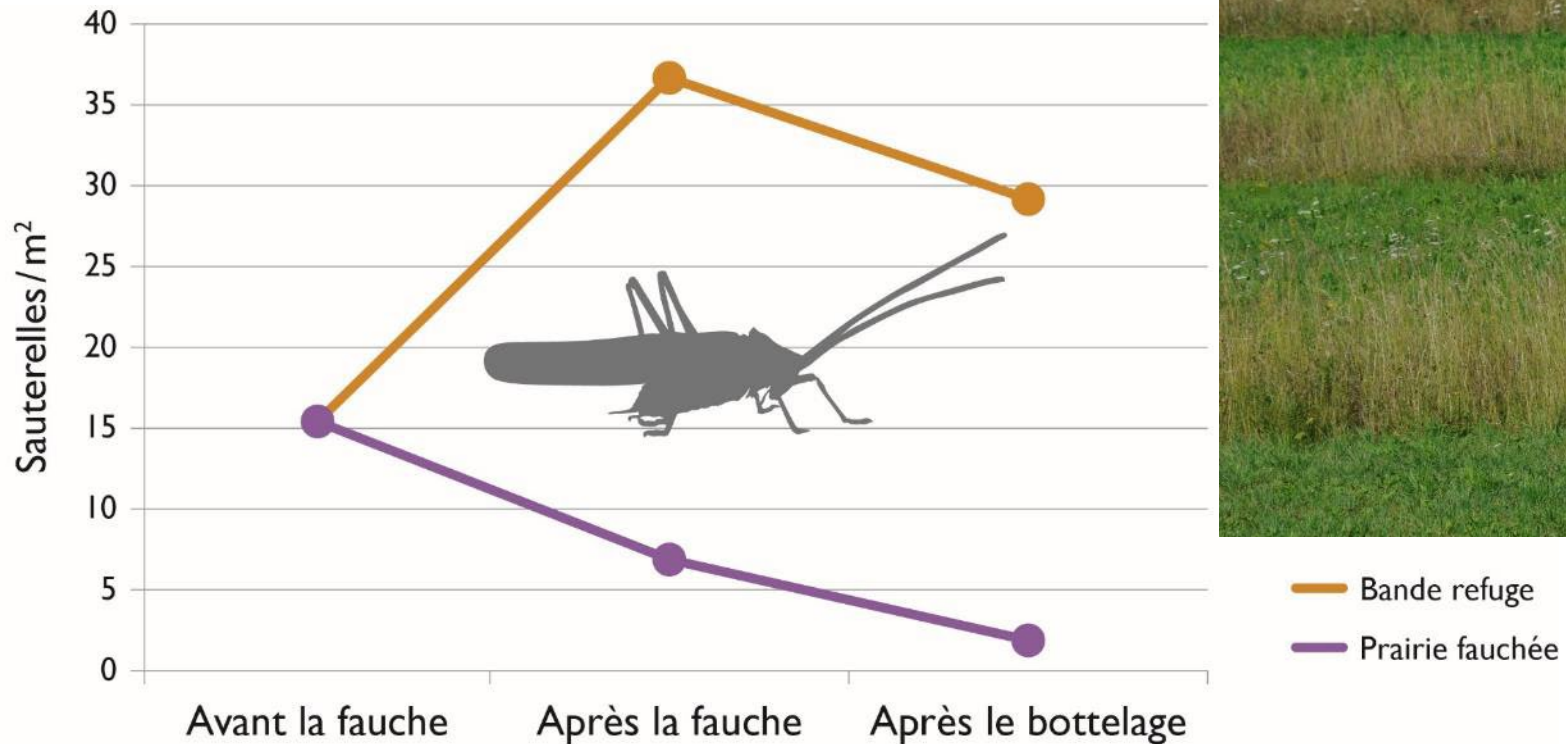 40
35
30
25
20
15
10
5
0
Sauterelles/m²
Avant la fauche
Après la fauche
Après le bottelage
Bande refuge
Prairie fauchée